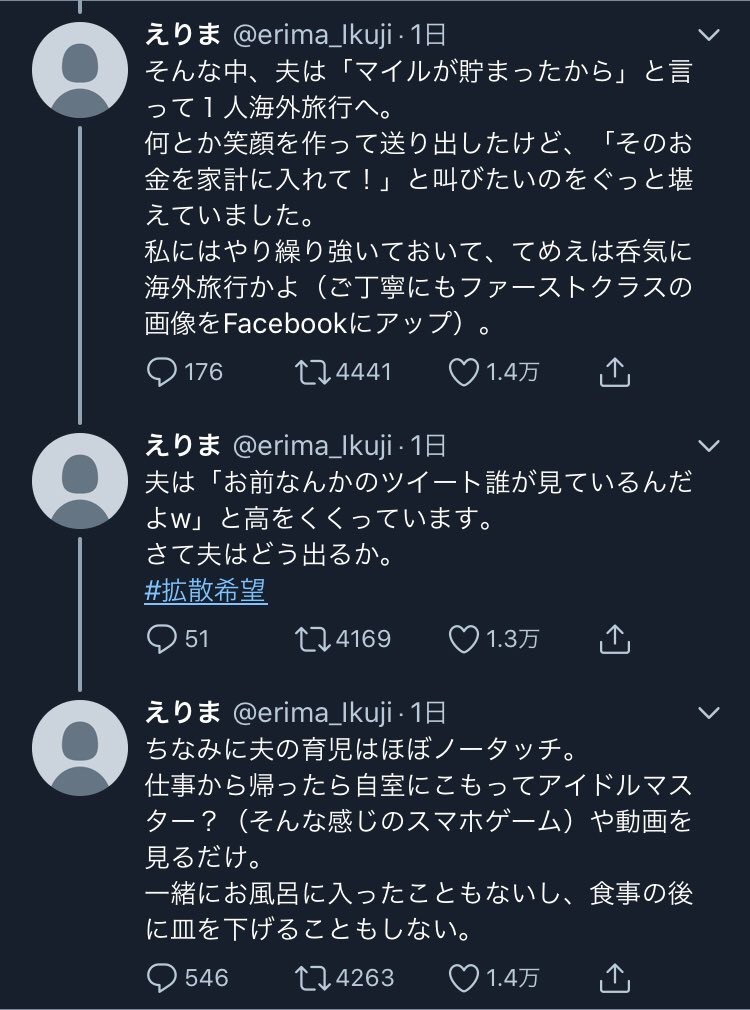 えりま @erima_Ikuji · 1日
そんな中、夫は「マイルが貯まったから」と言
って１人海外旅行へ。
何とか笑顔を作って送り出したけど、「そのお
金を家計に入れて！」と叫びたいのをぐっと堪
えていました。
私にはやり繰り強いておいて、てめえは呑気に
海外旅行かよ（ご丁寧にもファーストクラスの
画像をFacebookにアップ）。
176 4441 1.4万
えりま @erima_Ikuji · 1日
夫は「お前なんかのツイート誰が見ているんだ
よw」と高をくくっています。
さて夫はどう出るか。
#拡散希望
51 4169 1.3万
えりま @erima_Ikuji · 1日
ちなみに夫の育児はほぼノータッチ。
仕事から帰ったら自室にこもってアイドルマス
ター？（そんな感じのスマホゲーム）や動画を
見るだけ。
一緒にお風呂に入ったこともないし、食事の後
に皿を下げることもしない。
546 4263 1.4万